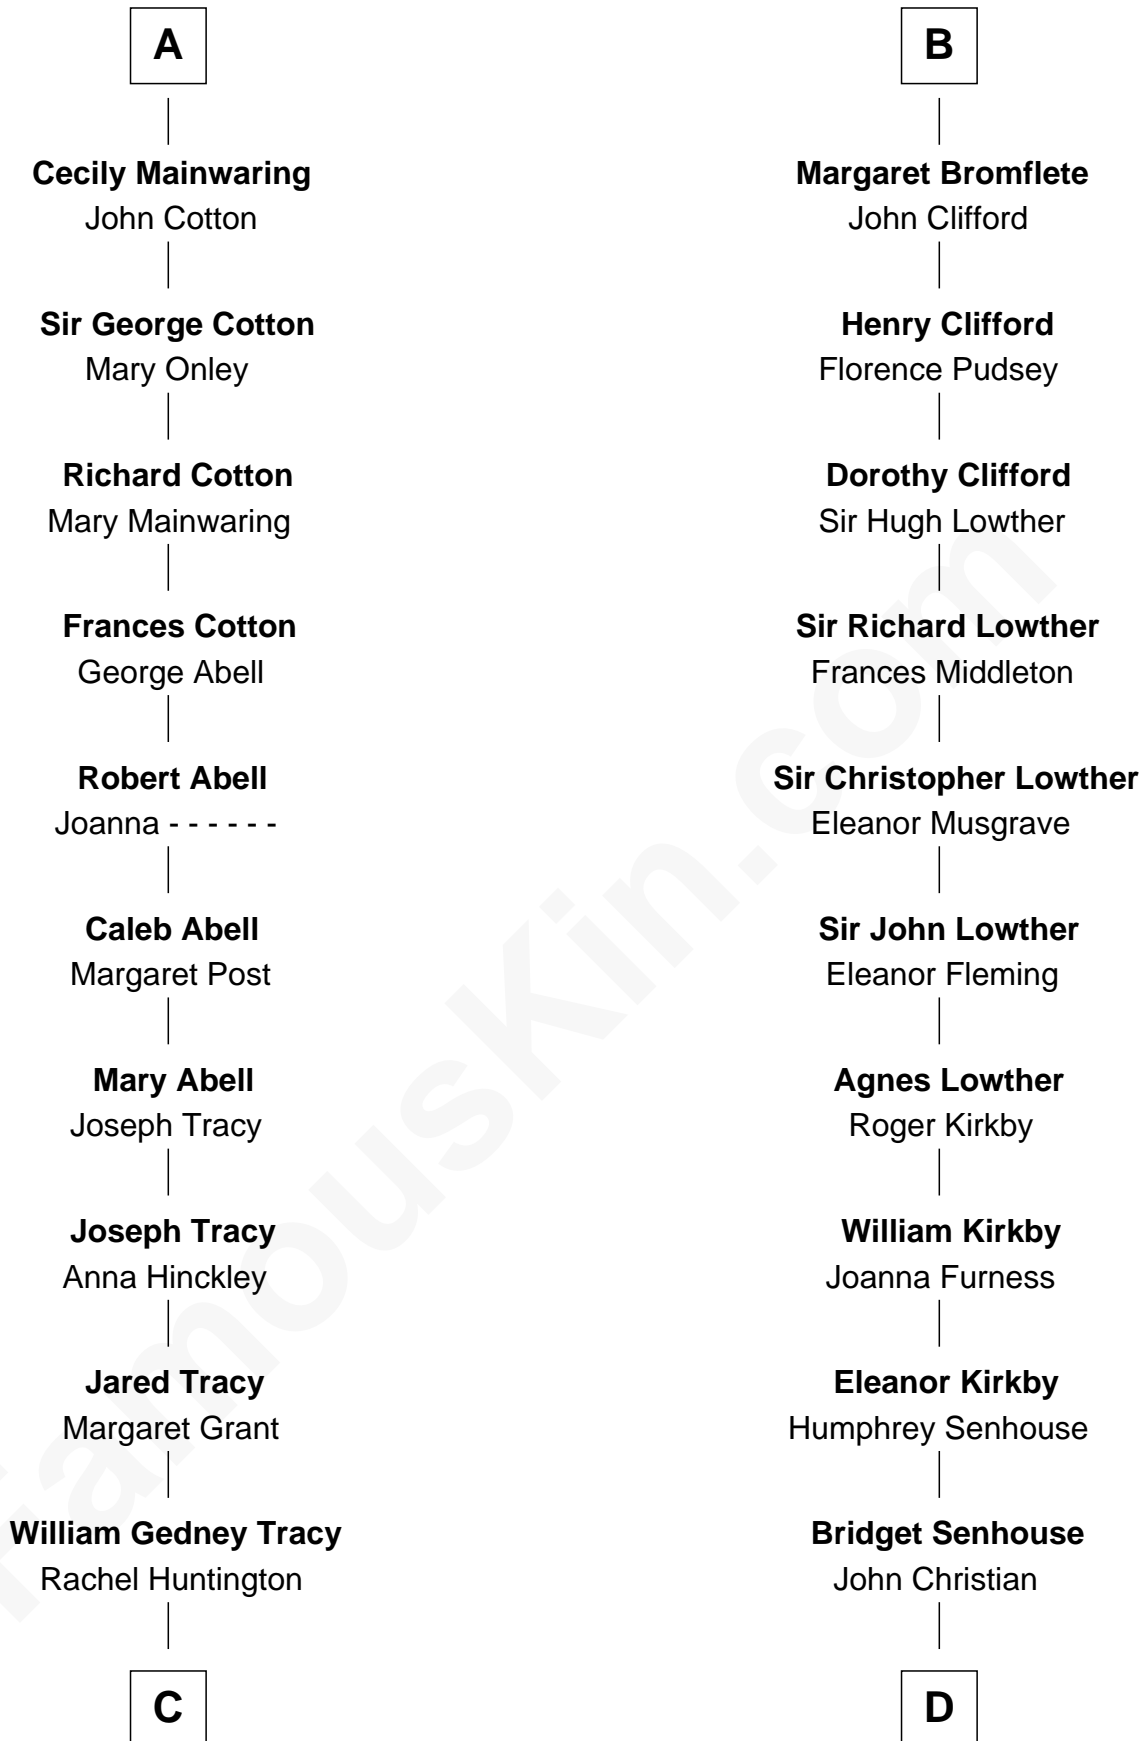 A
Cecily Mainwaring
John Cotton
Sir George Cotton
Mary Onley
Richard Cotton
Mary Mainwaring
Frances Cotton
George Abell
Robert Abell
Joanna - - - - - -
Caleb Abell
Margaret Post
Mary Abell
Joseph Tracy
Joseph Tracy
Anna Hinckley
Jared Tracy
Margaret Grant
William Gedney Tracy
Rachel Huntington
C
B
Margaret Bromflete
John Clifford
Henry Clifford
Florence Pudsey
Dorothy Clifford
Sir Hugh Lowther
Sir Richard Lowther
Frances Middleton
Sir Christopher Lowther
Eleanor Musgrave
Sir John Lowther
Eleanor Fleming
Agnes Lowther
Roger Kirkby
William Kirkby
Joanna Furness
Eleanor Kirkby
Humphrey Senhouse
Bridget Senhouse
John Christian
D
FamousKin.com